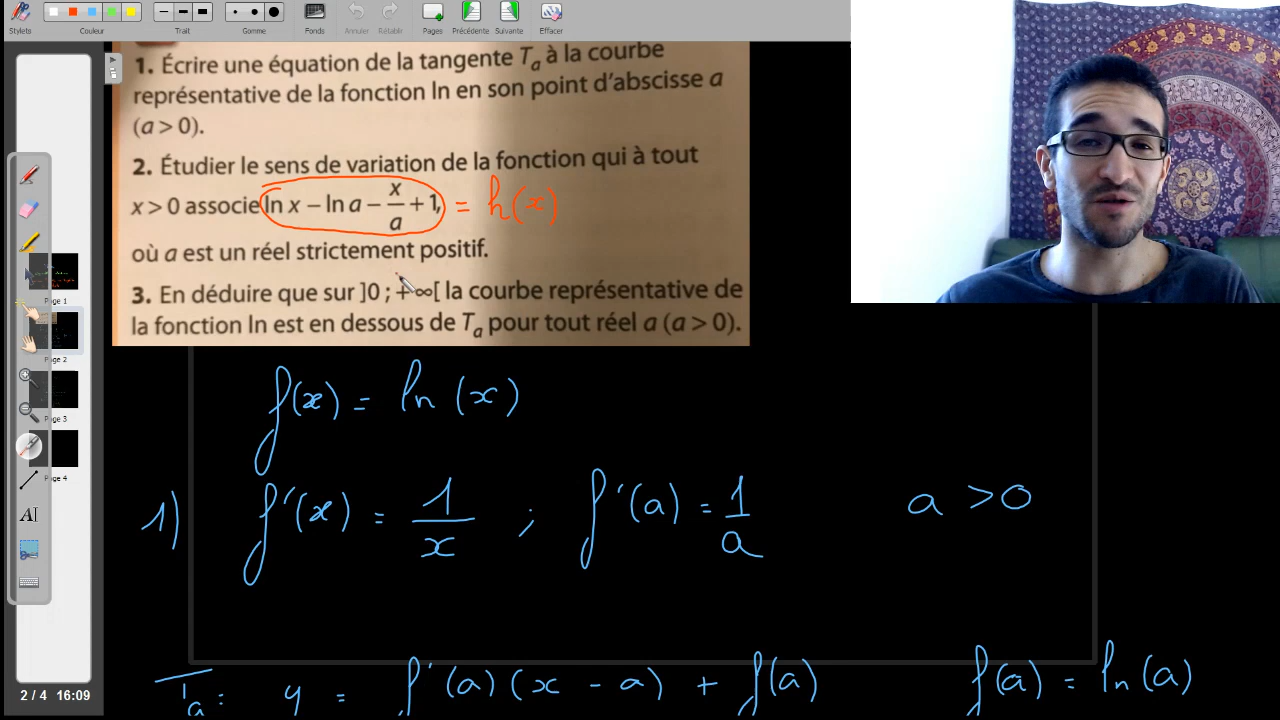 Stylets Couleur Trait Gomme Fonds Annuler Rétablir Pages Précédente Suivante Effacer
1. Écrire une équation de la tangente Ta à la courbe
représentative de la fonction ln en son point d'abscisse a
(a > 0).
2. Étudier le sens de variation de la fonction qui à tout
x > 0 associe ln x – ln a – x/a + 1, = h(x)
où a est un réel strictement positif.
3. En déduire que sur ]0 ; +∞[ la courbe représentative de
la fonction ln est en dessous de Ta pour tout réel a (a > 0).
Page 1
Page 2
Page 3
Page 4
f(x) = ln (x)
1) f'(x) = 1/x ; f'(a) = 1/a a > 0
Ta : y = f'(a) (x - a) + f(a) f(a) = ln(a)
2 / 4 16:09